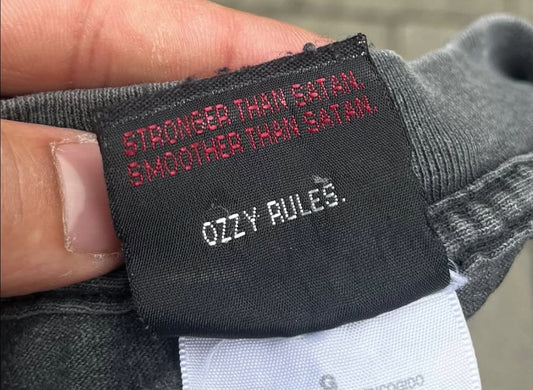 STRONGER THAN SATAN.
SMOOTHER THAN SATAN.
OZZY RULES.
G